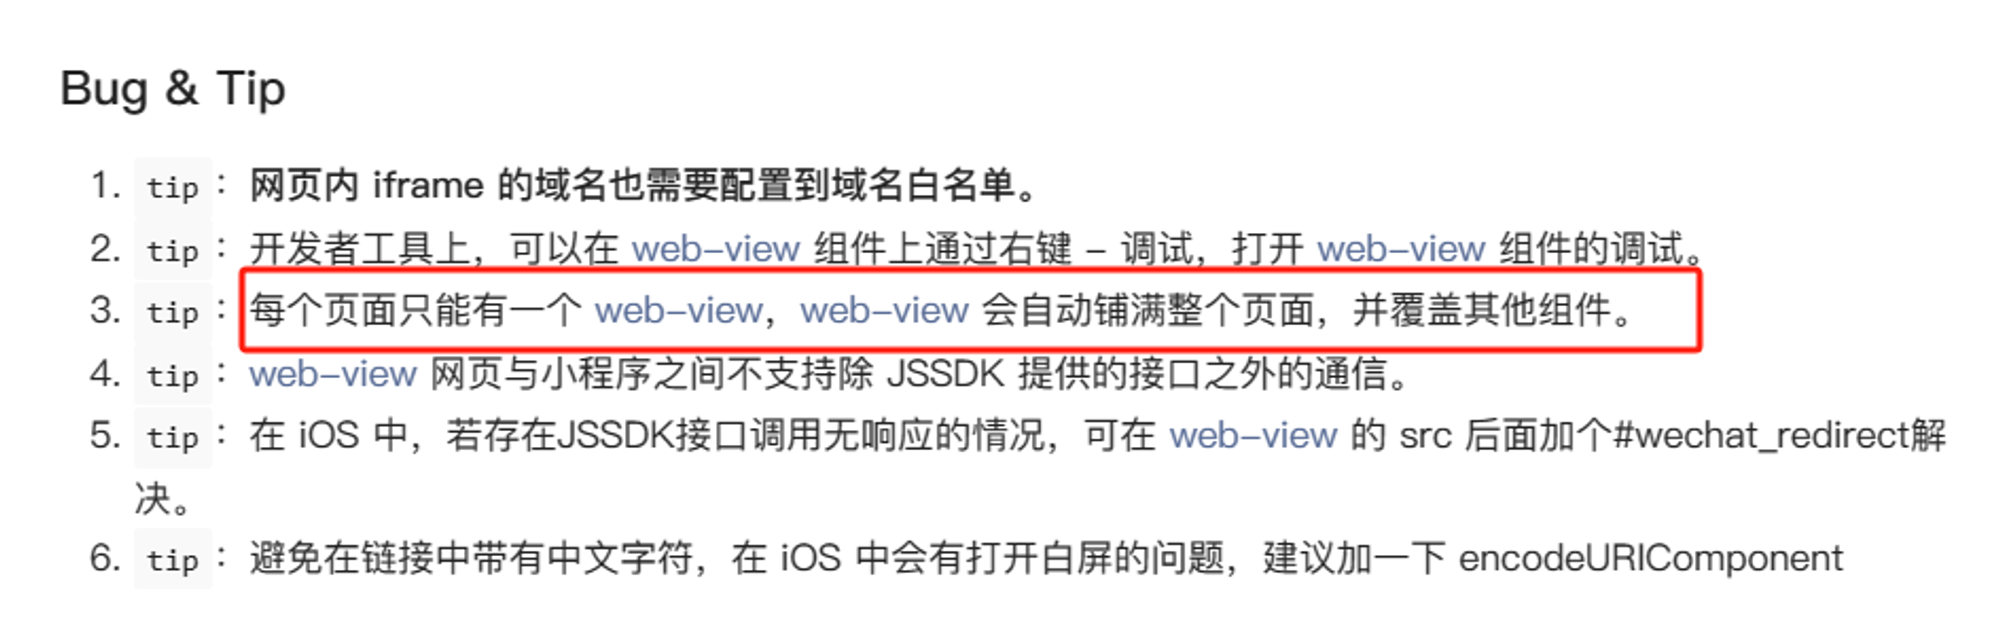 Bug & Tip
1. tip：网页内 iframe 的域名也需要配置到域名白名单。
2. tip：开发者工具上，可以在 web-view 组件上通过右键 - 调试，打开 web-view 组件的调试。
3. tip：每个页面只能有一个 web-view，web-view 会自动铺满整个页面，并覆盖其他组件。
4. tip：web-view 网页与小程序之间不支持除 JSSDK 提供的接口之外的通信。
5. tip：在 iOS 中，若存在JSSDK接口调用无响应的情况，可在 web-view 的 src 后面加个#wechat_redirect解
决。
6. tip：避免在链接中带有中文字符，在 iOS 中会有打开白屏的问题，建议加一下 encodeURIComponent